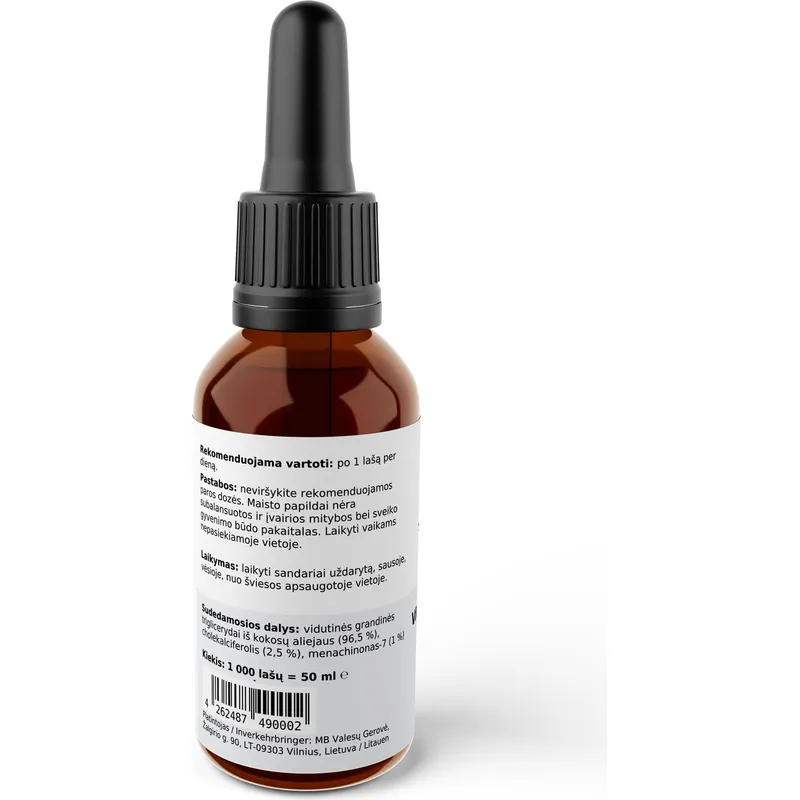 Rekomenduojama vartoti: po 1 lašą per
dieną.
Pastabos: neviršykite rekomenduojamos
paros dozės. Maisto papildai nėra
subalansuotos ir įvairios mitybos bei sveiko
gyvenimo būdo pakaitalas. Laikyti vaikams
nepasiekiamoje vietoje.
Laikymas: laikyti sandariai uždarytą, sausoje,
vėsioje, nuo šviesos apsaugotoje vietoje.
Sudedamosios dalys: vidutinės grandinės
triglicerydai iš kokosų aliejaus (96,5 %),
cholekalciferolis (2,5 %), menachinonas-7 (1 %)
Kiekis: 1 000 lašų = 50 ml ℮
4 262487 490002
Platintojas / Inverkehrbringer: MB Valesų Gerovė,
Žalgirio g. 90, LT-09303 Vilnius, Lietuva / Litauen